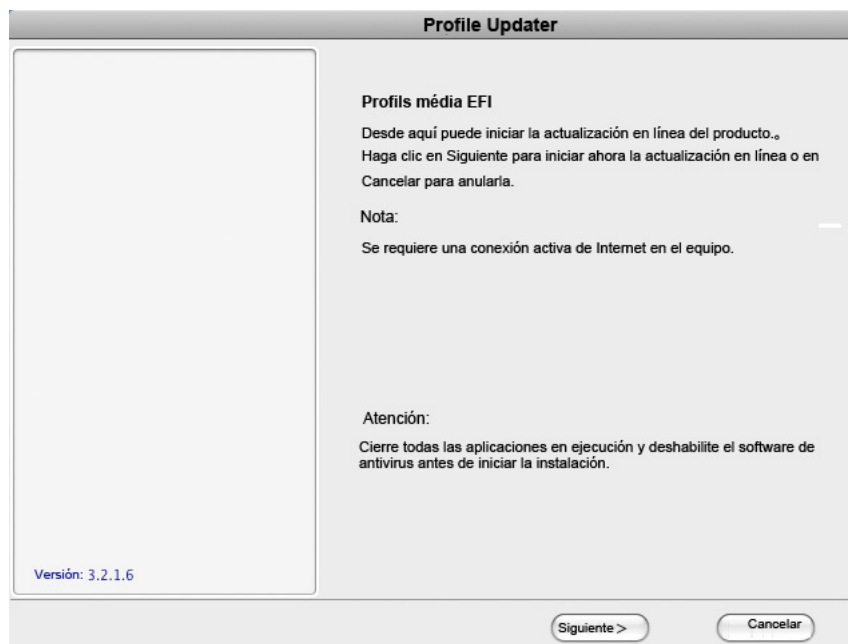 Profile Updater
Profils média EFI
Desde aquí puede iniciar la actualización en línea del producto.。
Haga clic en Siguiente para iniciar ahora la actualización en línea o en
Cancelar para anularla.
Nota:
Se requiere una conexión activa de Internet en el equipo.
Atención:
Cierre todas las aplicaciones en ejecución y deshabilite el software de
antivirus antes de iniciar la instalación.
Versión: 3.2.1.6
Siguiente >
Cancelar